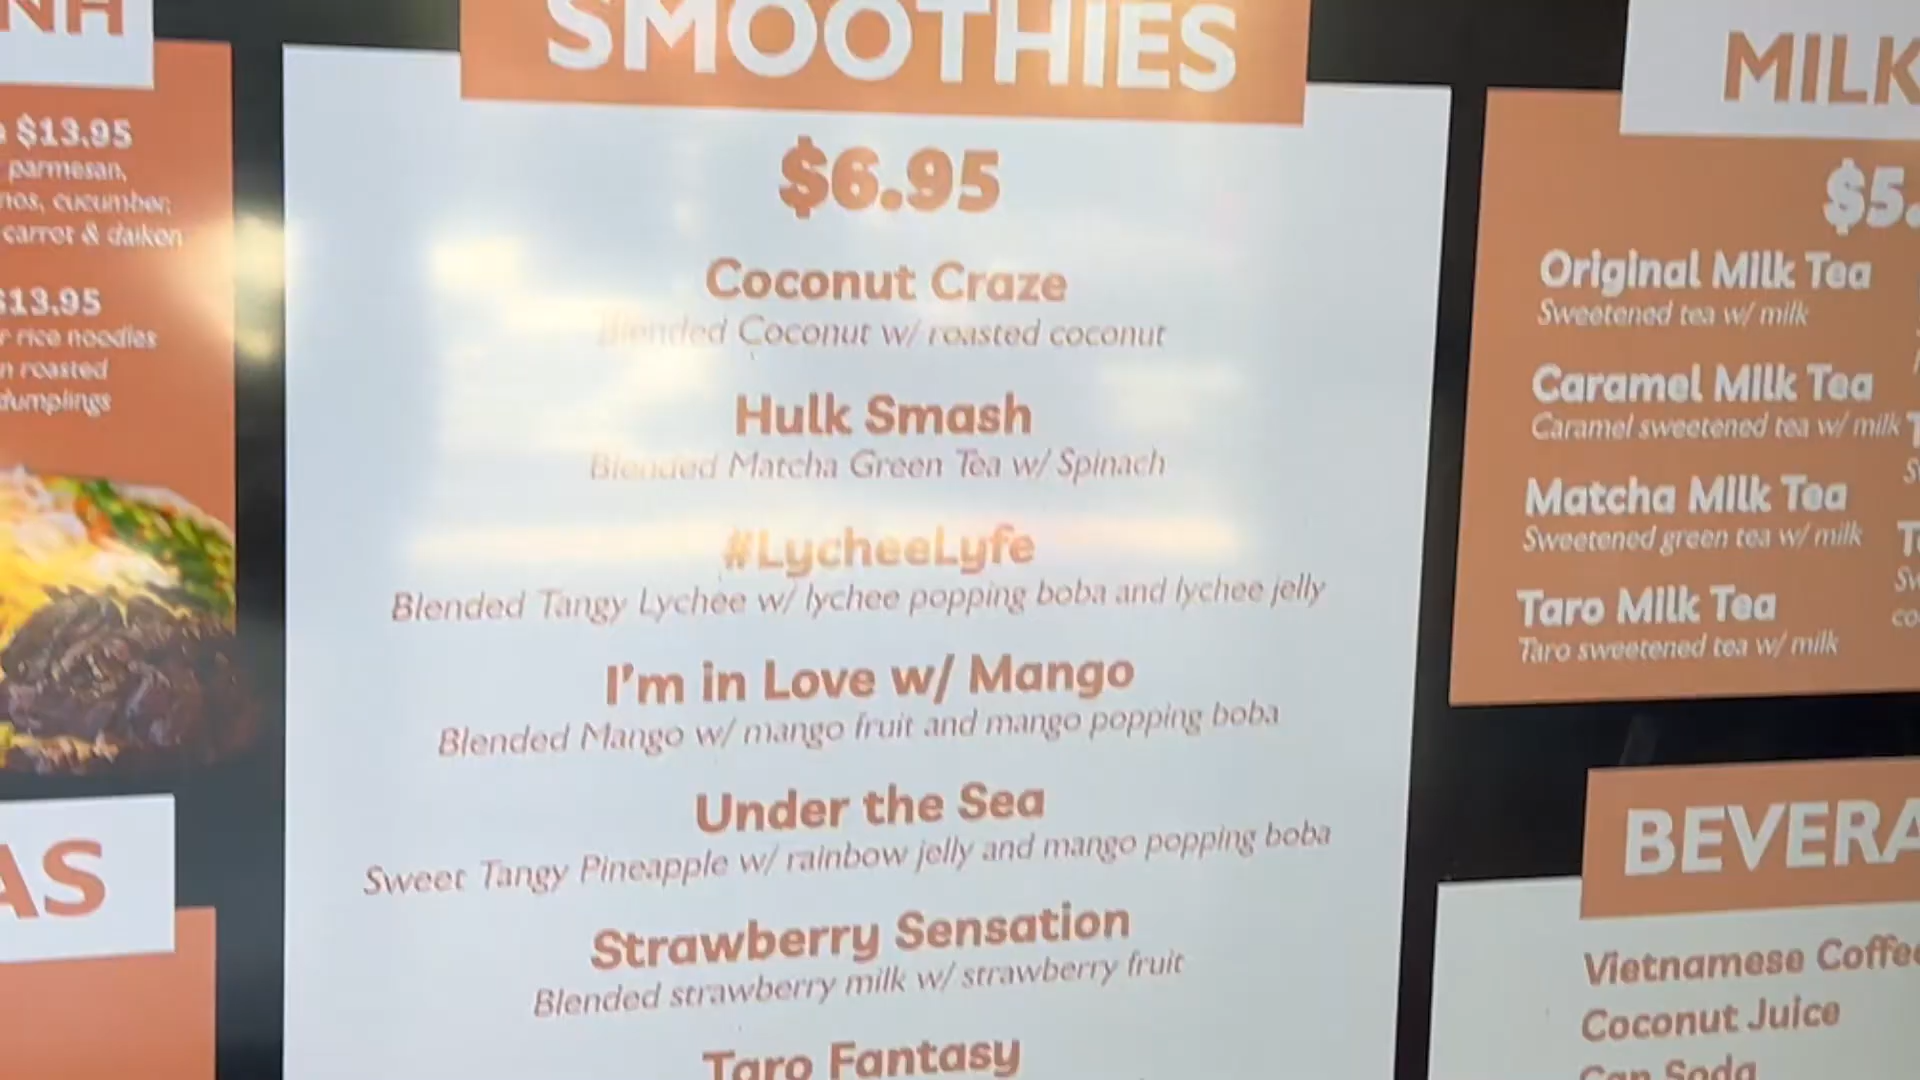 $13.95
parmesan,
cucumber,
carrot & daikon
$13.95
rice noodles
roasted
dumplings
SMOOTHIES
$6.95
Coconut Craze
Blended Coconut w/ roasted coconut
Hulk Smash
Blended Matcha Green Tea w/ Spinach
#LycheeLyfe
Blended Tangy Lychee w/ lychee popping boba and lychee jelly
I'm in Love w/ Mango
Blended Mango w/ mango fruit and mango popping boba
Under the Sea
Sweet Tangy Pineapple w/ rainbow jelly and mango popping boba
Strawberry Sensation
Blended strawberry milk w/ strawberry fruit
Taro Fantasy
MILK
$5.
Original Milk Tea
Sweetened tea w/ milk
Caramel Milk Tea
Caramel sweetened tea w/ milk
Matcha Milk Tea
Sweetened green tea w/ milk
Taro Milk Tea
Taro sweetened tea w/ milk
BEVERA
Vietnamese Coffee
Coconut Juice
Can Soda